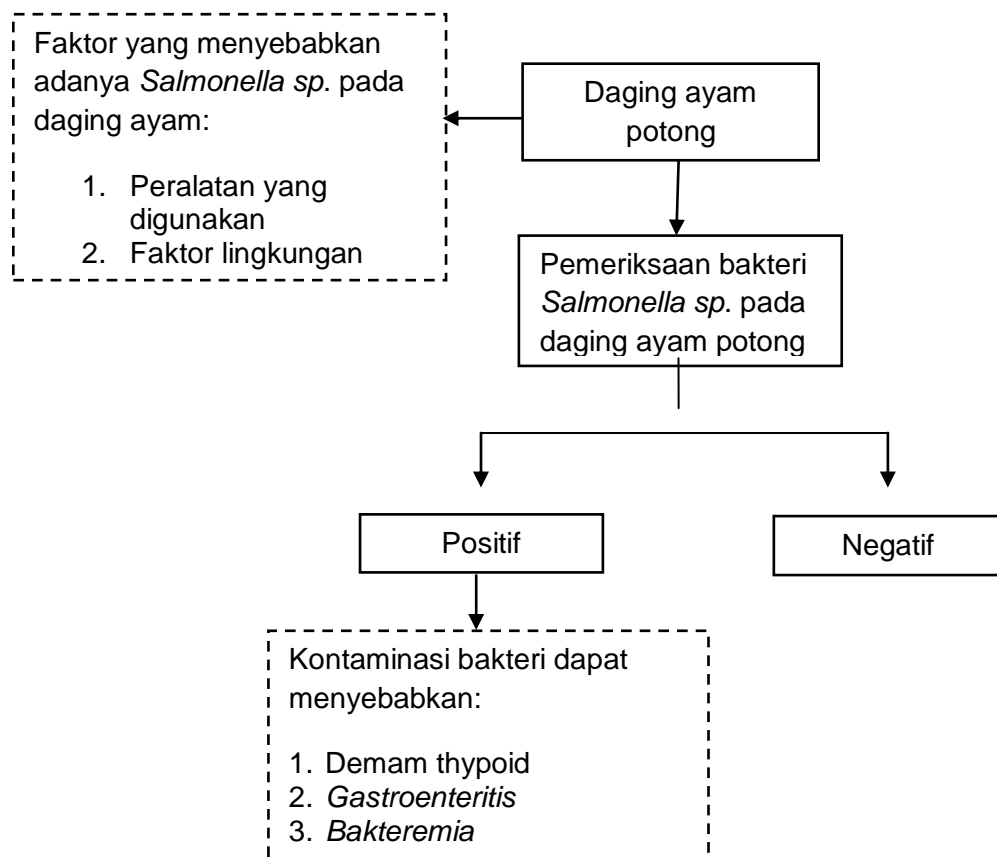 Faktor yang menyebabkan
adanya Salmonella sp. pada
daging ayam:
1. Peralatan yang
digunakan
2. Faktor lingkungan
Daging ayam
potong
Pemeriksaan bakteri
Salmonella sp. pada
daging ayam potong
Positif
Negatif
Kontaminasi bakteri dapat
menyebabkan:
1. Demam thypoid
2. Gastroenteritis
3. Bakteremia